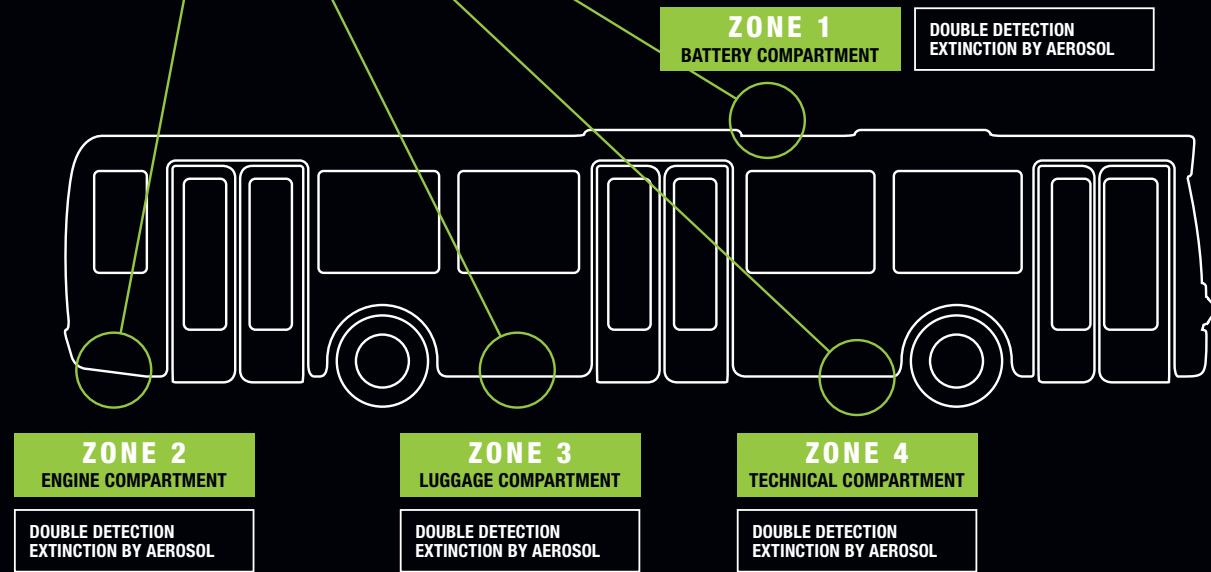 ZONE 1
BATTERY COMPARTMENT
DOUBLE DETECTION
EXTINCTION BY AEROSOL
ZONE 2
ENGINE COMPARTMENT
DOUBLE DETECTION
EXTINCTION BY AEROSOL
ZONE 3
LUGGAGE COMPARTMENT
DOUBLE DETECTION
EXTINCTION BY AEROSOL
ZONE 4
TECHNICAL COMPARTMENT
DOUBLE DETECTION
EXTINCTION BY AEROSOL